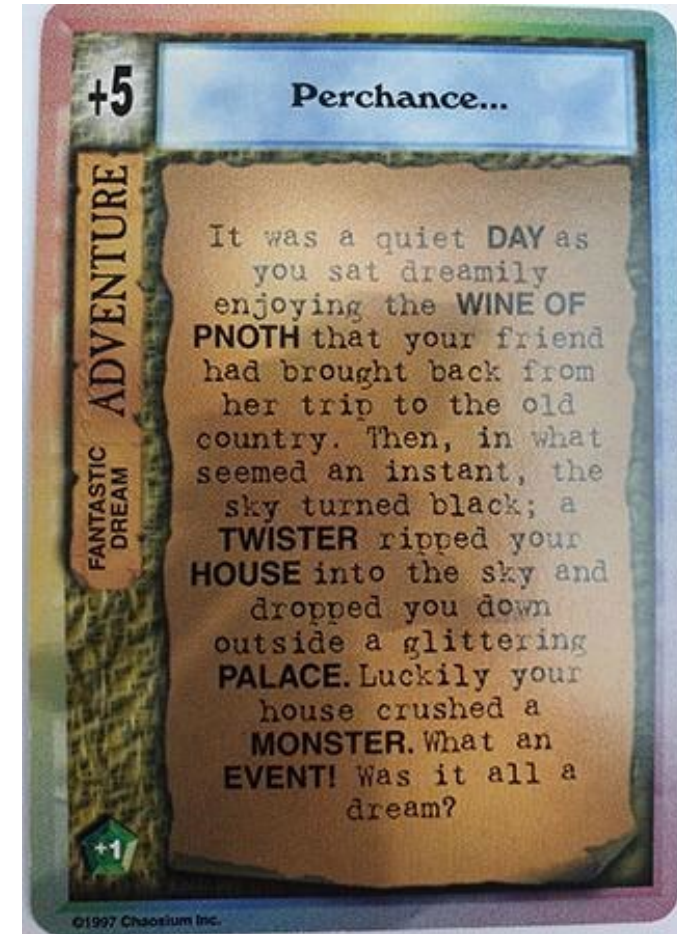 +5
Perchance...
ADVENTURE
FANTASTIC
DREAM
It was a quiet DAY as
you sat dreamily
enjoying the WINE OF
PNOTH that your friend
had brought back from
her trip to the old
country. Then, in what
seemed an instant, the
sky turned black; a
TWISTER ripped your
HOUSE into the sky and
dropped you down
outside a glittering
PALACE. Luckily your
house crushed a
MONSTER. What an
EVENT! Was it all a
dream?
+1
©1997 Chaosium Inc.